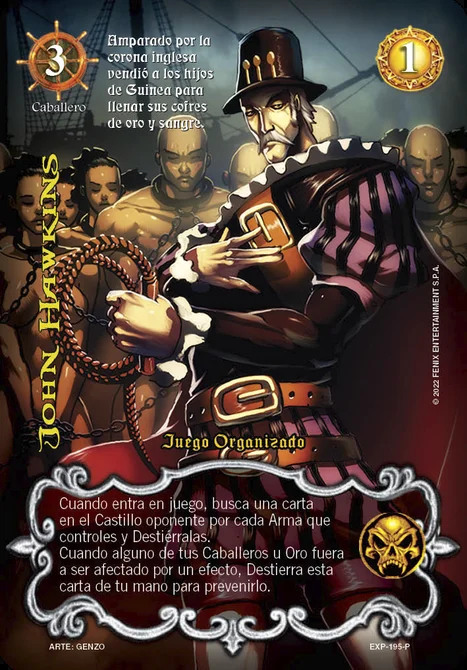 3
Caballero
Amparado por la
corona inglesa
vendió a los hijos
de Guinea para
llenar sus cofres
de oro y sangre.
1
John Hawkins
© 2022 FENIX ENTERTAINMENT S.P.A.
Juego Organizado
Cuando entra en juego, busca una carta
en el Castillo oponente por cada Arma que
controles y Destiérralas.
Cuando alguno de tus Caballeros u Oro fuera
a ser afectado por un efecto, Destierra esta
carta de tu mano para prevenirlo.
ARTE: GENZO
EXP-195-P